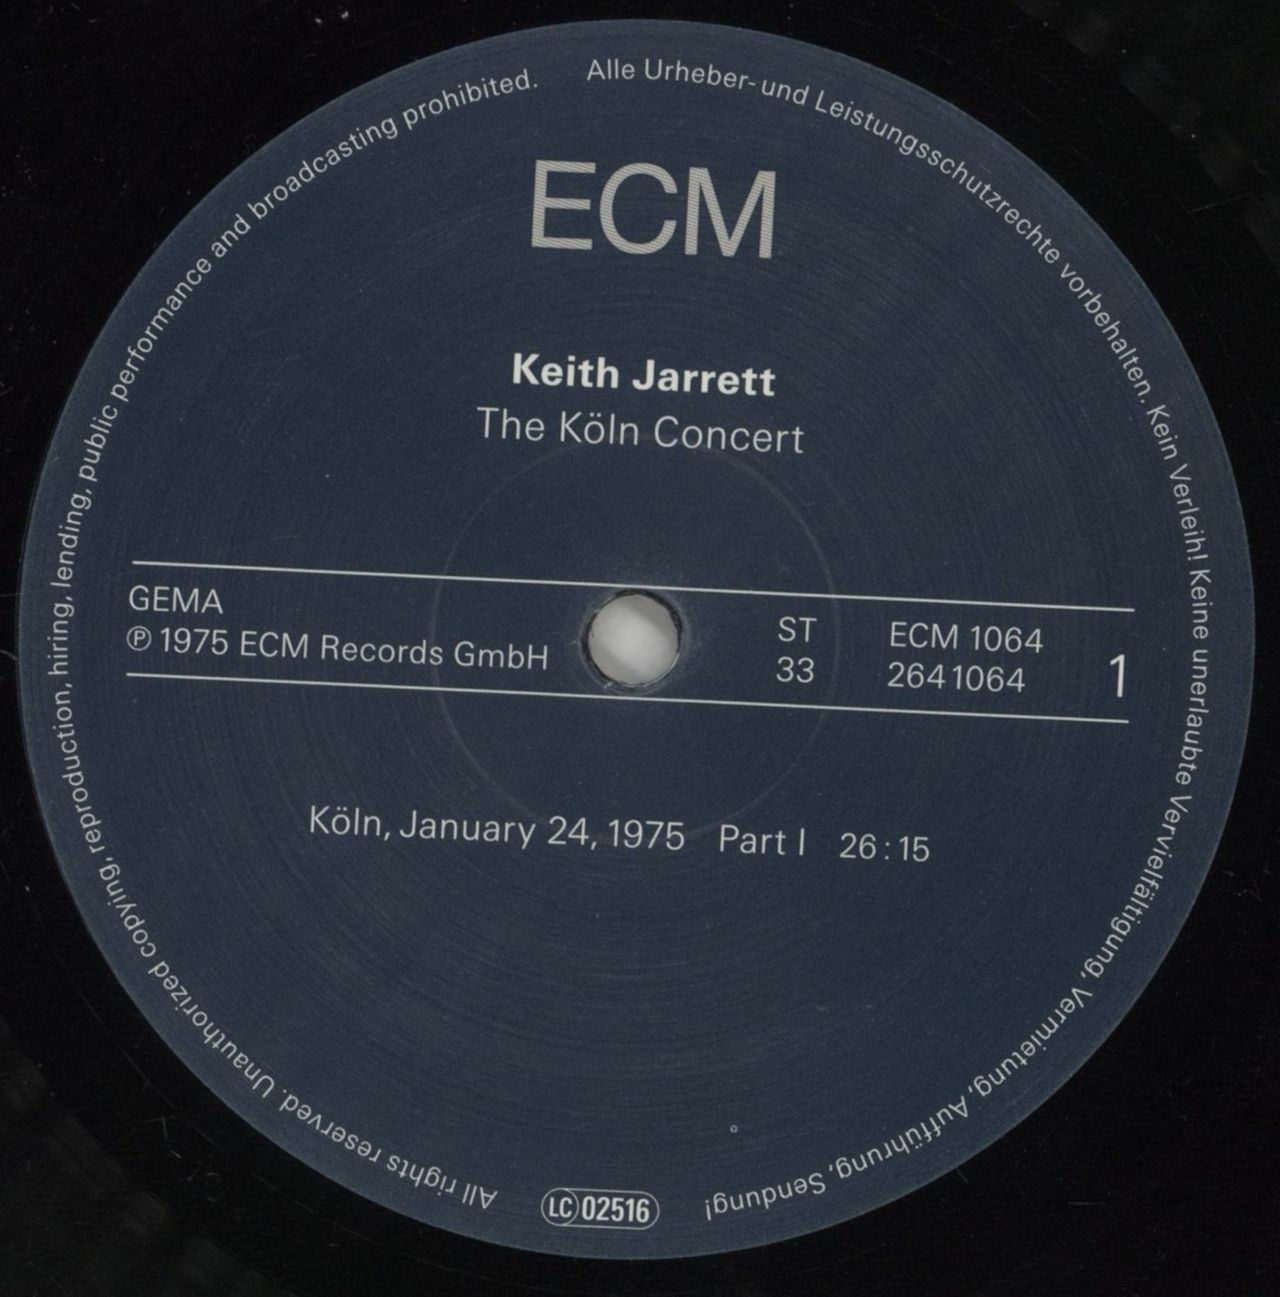 ECM
Keith Jarrett
The Köln Concert
GEMA
℗ 1975 ECM Records GmbH
ST
33
ECM 1064
2641064
1
Köln, January 24, 1975 Part I 26:15
Alle Urheber- und Leistungsschutzrechte vorbehalten. Kein Verleih! Keine unerlaubte Vervielfältigung, Vermietung, Aufführung, Sendung!
LC 02516
All rights reserved. Unauthorized copying, reproduction, hiring, lending, public performance and broadcasting prohibited.